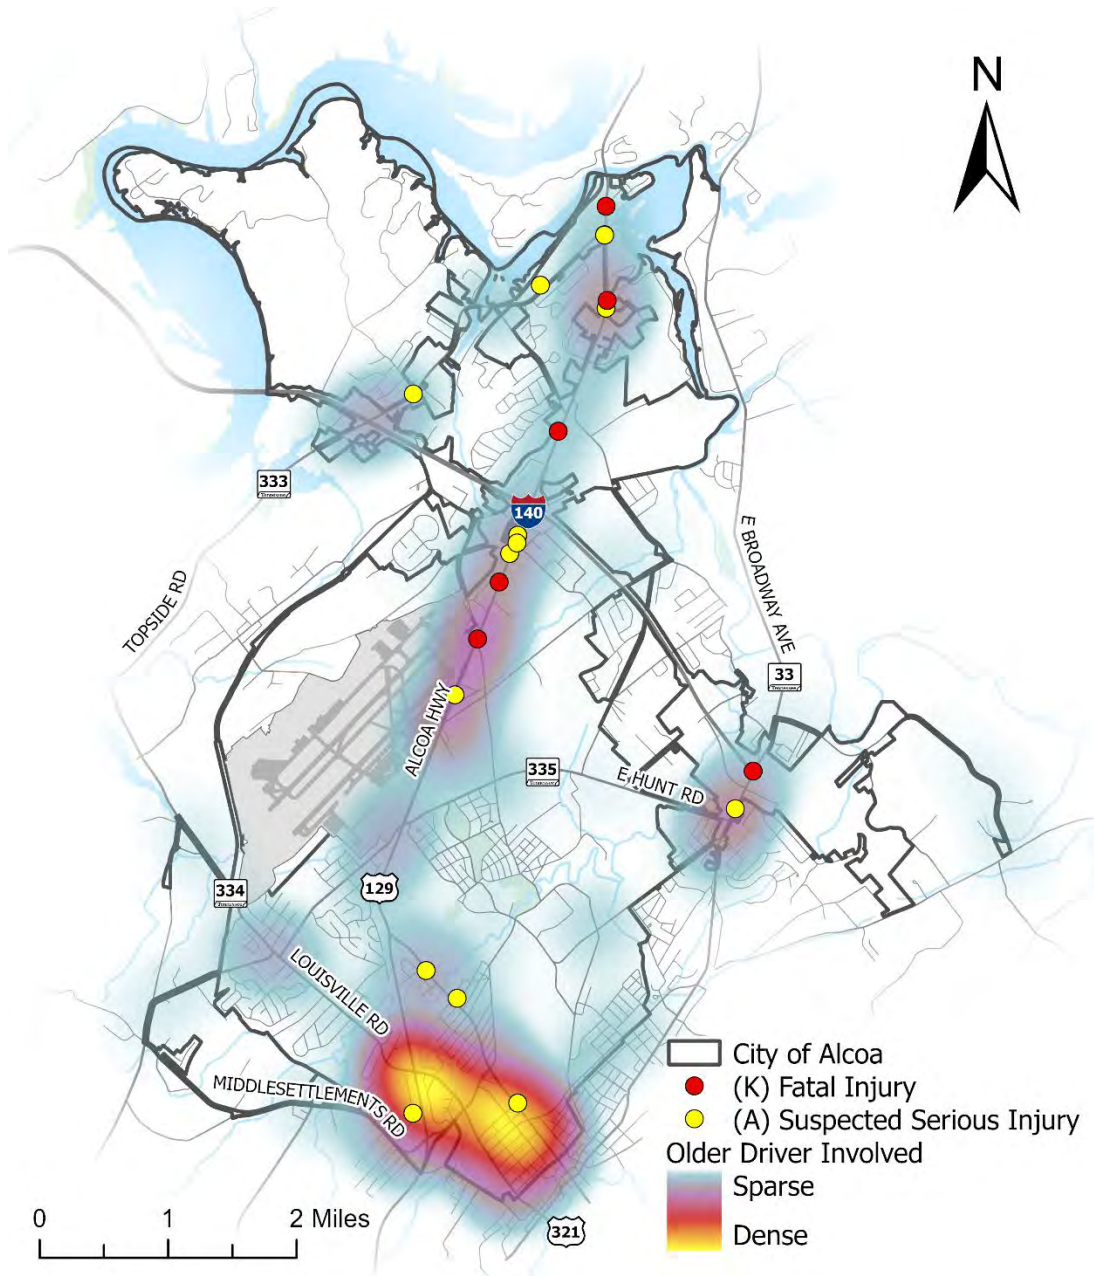 N
333
140
TOPSIDE RD
E BROADWAY AVE
33
ALCOA HWY
335
E HUNT RD
129
334
LOUISVILLE RD
MIDDLESETTLEMENTS RD
321
City of Alcoa
(K) Fatal Injury
(A) Suspected Serious Injury
Older Driver Involved
Sparse
Dense
0 1 2 Miles